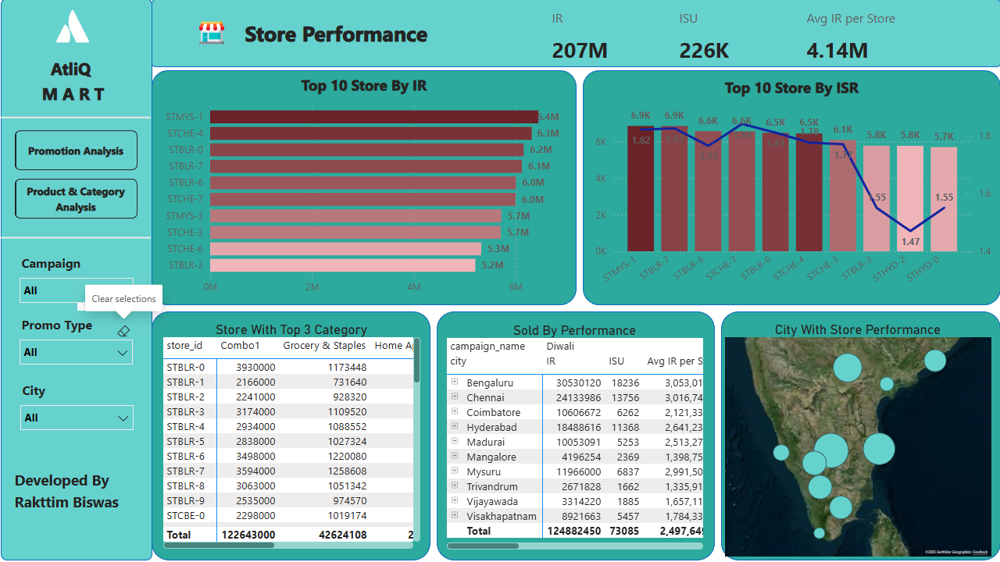 AtliQ
MART
Promotion Analysis
Product & Category
Analysis
Campaign
All
Clear selections
Promo Type
All
City
All
Developed By
Rakttim Biswas
Store Performance
IR
207M
ISU
226K
Avg IR per Store
4.14M
Top 10 Store By IR
STMYS-1 6.4M
STCHE-4 6.3M
STBLR-0 6.2M
STBLR-7 6.1M
STBLR-6 6.0M
STCHE-7 6.0M
STMYS-3 5.7M
STCHE-3 5.7M
STCHE-6 5.3M
STBLR-3 5.2M
0M 2M 4M 6M
Top 10 Store By ISR
6.9K 6.9K 6.6K 6.6K 6.5K 6.5K 6.1K 5.8K 5.8K 5.7K
1.82 1.83 1.77 1.84 1.81 1.78 1.77 1.55 1.47 1.55
6K
4K
2K
0K
1.8
1.6
1.4
STMYS-1 STBLR-7 STBLR-6 STCHE-7 STBLR-0 STCHE-4 STCHE-3 STBLR-3 STHYD-2 STHYD-0
Store With Top 3 Category
store_id Combo1 Grocery & Staples Home Ap
STBLR-0 3930000 1173448
STBLR-1 2166000 731640
STBLR-2 2241000 928320
STBLR-3 3174000 1109520
STBLR-4 2934000 1088552
STBLR-5 2838000 1027324
STBLR-6 3498000 1220080
STBLR-7 3594000 1258608
STBLR-8 3063000 1051342
STBLR-9 2535000 974570
STCBE-0 2298000 1019174
Total 122643000 42624108 2
Sold By Performance
campaign_name Diwali
city IR ISU Avg IR per S
Bengaluru 30530120 18236 3,053,01
Chennai 24133986 13756 3,016,74
Coimbatore 10606672 6262 2,121,33
Hyderabad 18488616 11368 2,641,23
Madurai 10053091 5253 2,513,27
Mangalore 4196254 2369 1,398,75
Mysuru 11966000 6837 2,991,50
Trivandrum 2671828 1662 1,335,91
Vijayawada 3314220 1885 1,657,11
Visakhapatnam 8921663 5457 1,784,33
Total 124882450 73085 2,497,649
City With Store Performance
©2025 EarthStar Geographics Feedback